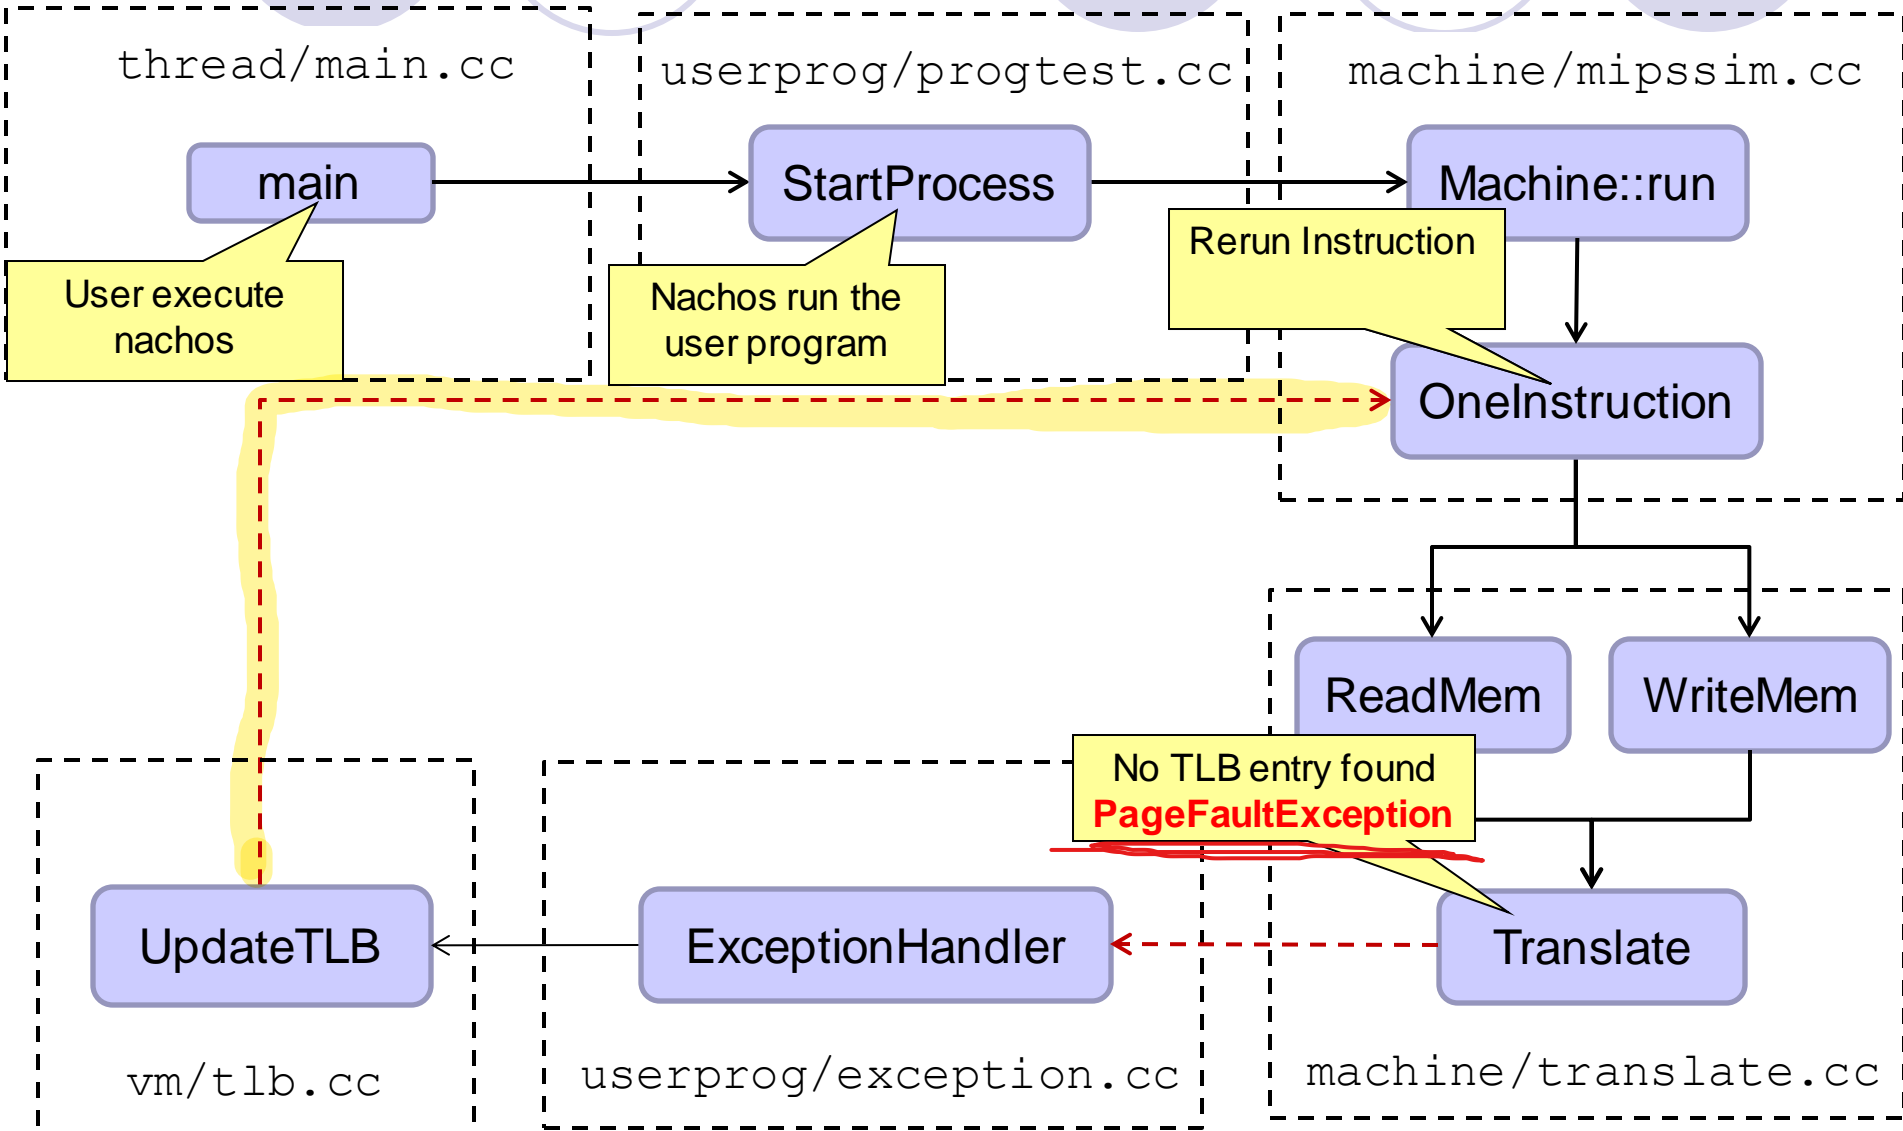 thread/main.cc
userprog/progtest.cc
machine/mipssim.cc
main
StartProcess
Machine::run
User execute
nachos
Nachos run the
user program
Rerun Instruction
OneInstruction
ReadMem
WriteMem
No TLB entry found
PageFaultException
UpdateTLB
ExceptionHandler
Translate
vm/tlb.cc
userprog/exception.cc
machine/translate.cc